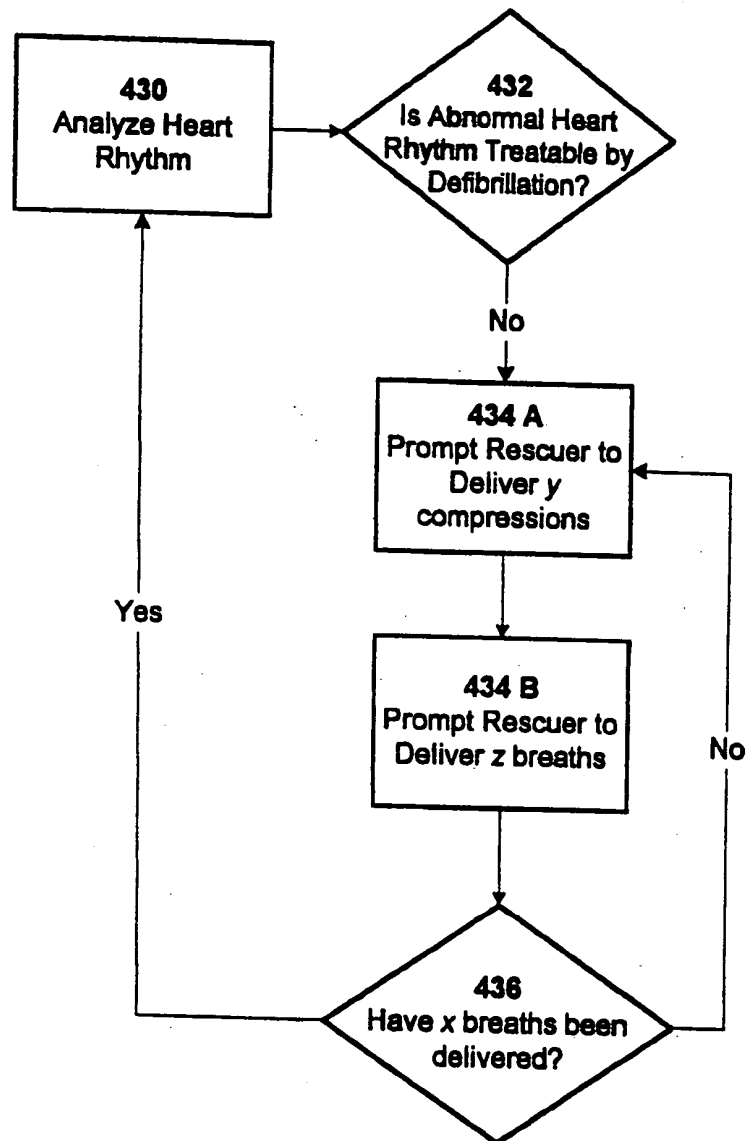 430
Analyze Heart
Rhythm
432
Is Abnormal Heart
Rhythm Treatable by
Defibrillation?
No
434 A
Prompt Rescuer to
Deliver y
compressions
434 B
Prompt Rescuer to
Deliver z breaths
Yes
No
436
Have x breaths been
delivered?